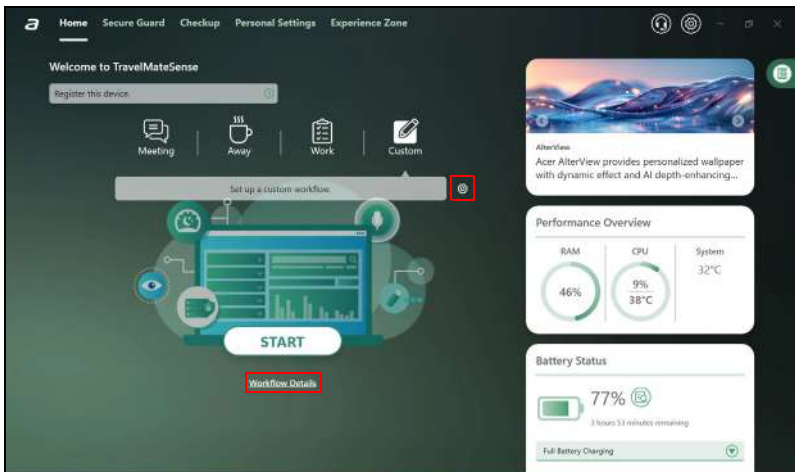 a Home Secure Guard Checkup Personal Settings Experience Zone
Welcome to TravelMateSense
Register this device.
Meeting Away Work Custom
Set up a custom workflow.
START
Workflow Details
AlterView
Acer AlterView provides personalized wallpaper
with dynamic effect and AI depth-enhancing...
Performance Overview
RAM CPU System
46% 9% 32°C
38°C
Battery Status
77%
3 hours 53 minutes remaining
Full Battery Charging